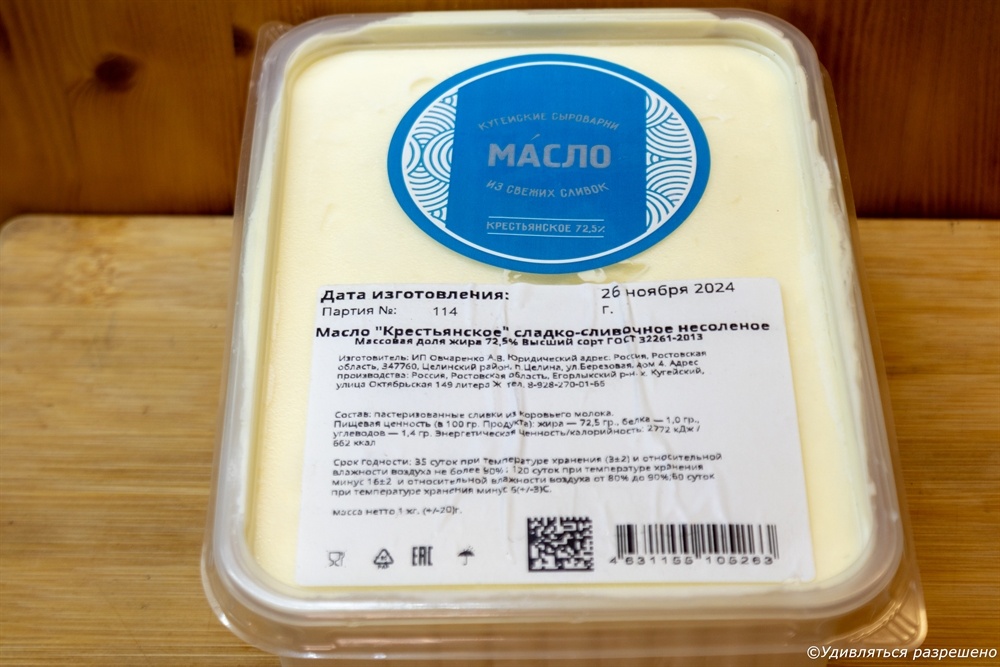 КУГЕЙСКИЕ СЫРОВАРНИ
МАСЛО
ИЗ СВЕЖИХ СЛИВОК
КРЕСТЬЯНСКОЕ 72,5%
Дата изготовления: 26 ноября 2024
Партия №: 114 г.
Масло "Крестьянское" сладко-сливочное несоленое
Массовая доля жира 72,5% Высший сорт ГОСТ 32261-2013
Изготовитель: ИП Овчаренко А.В. Юридический адрес: Россия, Ростовская
область, 347760, Целинский район, п.Целина, ул.Березовая, дом 4. Адрес
производства: Россия, Ростовская область, Егорлыкский р-н, х. Кугейский,
улица Октябрьская 149 литера Ж тел. 8-928-270-01-66
Состав: пастеризованные сливки из коровьего молока.
Пищевая ценность (в 100 гр. Продукта): жира — 72,5 гр., белка — 1,0 гр.,
углеводов — 1,4 гр. Энергетическая ценность/калорийность: 2772 кДж /
662 ккал
Срок годности: 35 суток при температуре хранения (3±2) и относительной
влажности воздуха не более 90% ; 120 суток при температуре хранения
минус 16±2 и относительной влажности воздуха от 80% до 90%;60 суток
при температуре хранения минус 6(+/-3)С.
масса нетто 1 кг. (+/-20)г.
EAC
4 631155 105263
©Удивляться разрешено